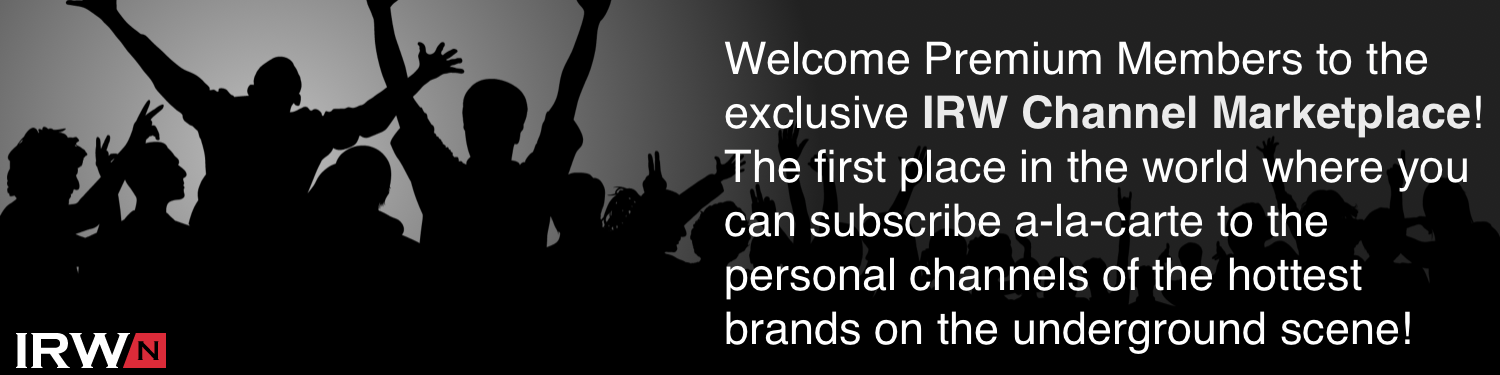 Welcome Premium Members to the
exclusive IRW Channel Marketplace!
The first place in the world where you
can subscribe a-la-carte to the
personal channels of the hottest
brands on the underground scene!
IRW N